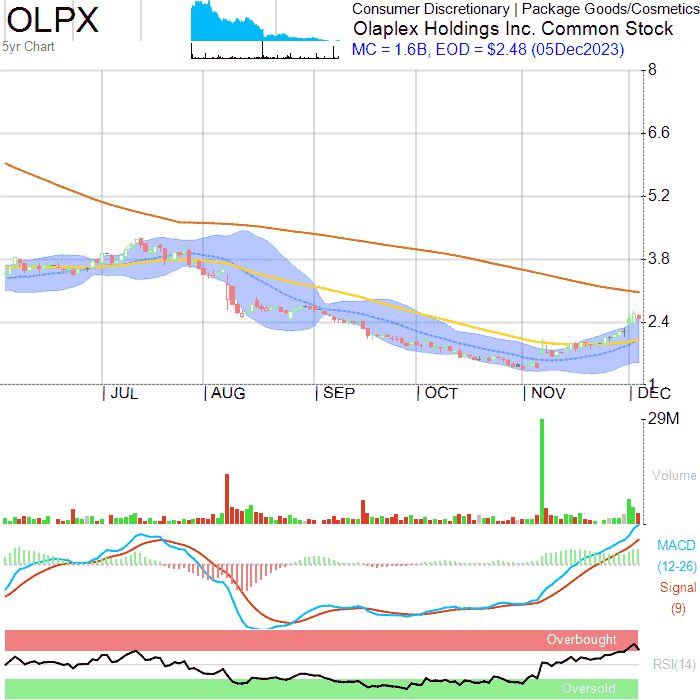 OLPX
5yr Chart
Consumer Discretionary | Package Goods/Cosmetics
Olaplex Holdings Inc. Common Stock
MC = 1.6B, EOD = $2.48 (05Dec2023)
8
6.6
5.2
3.8
2.4
1
JUL
AUG
SEP
OCT
NOV
DEC
29M
Volume
MACD
(12-26)
Signal
(9)
Overbought
RSI(14)
Oversold